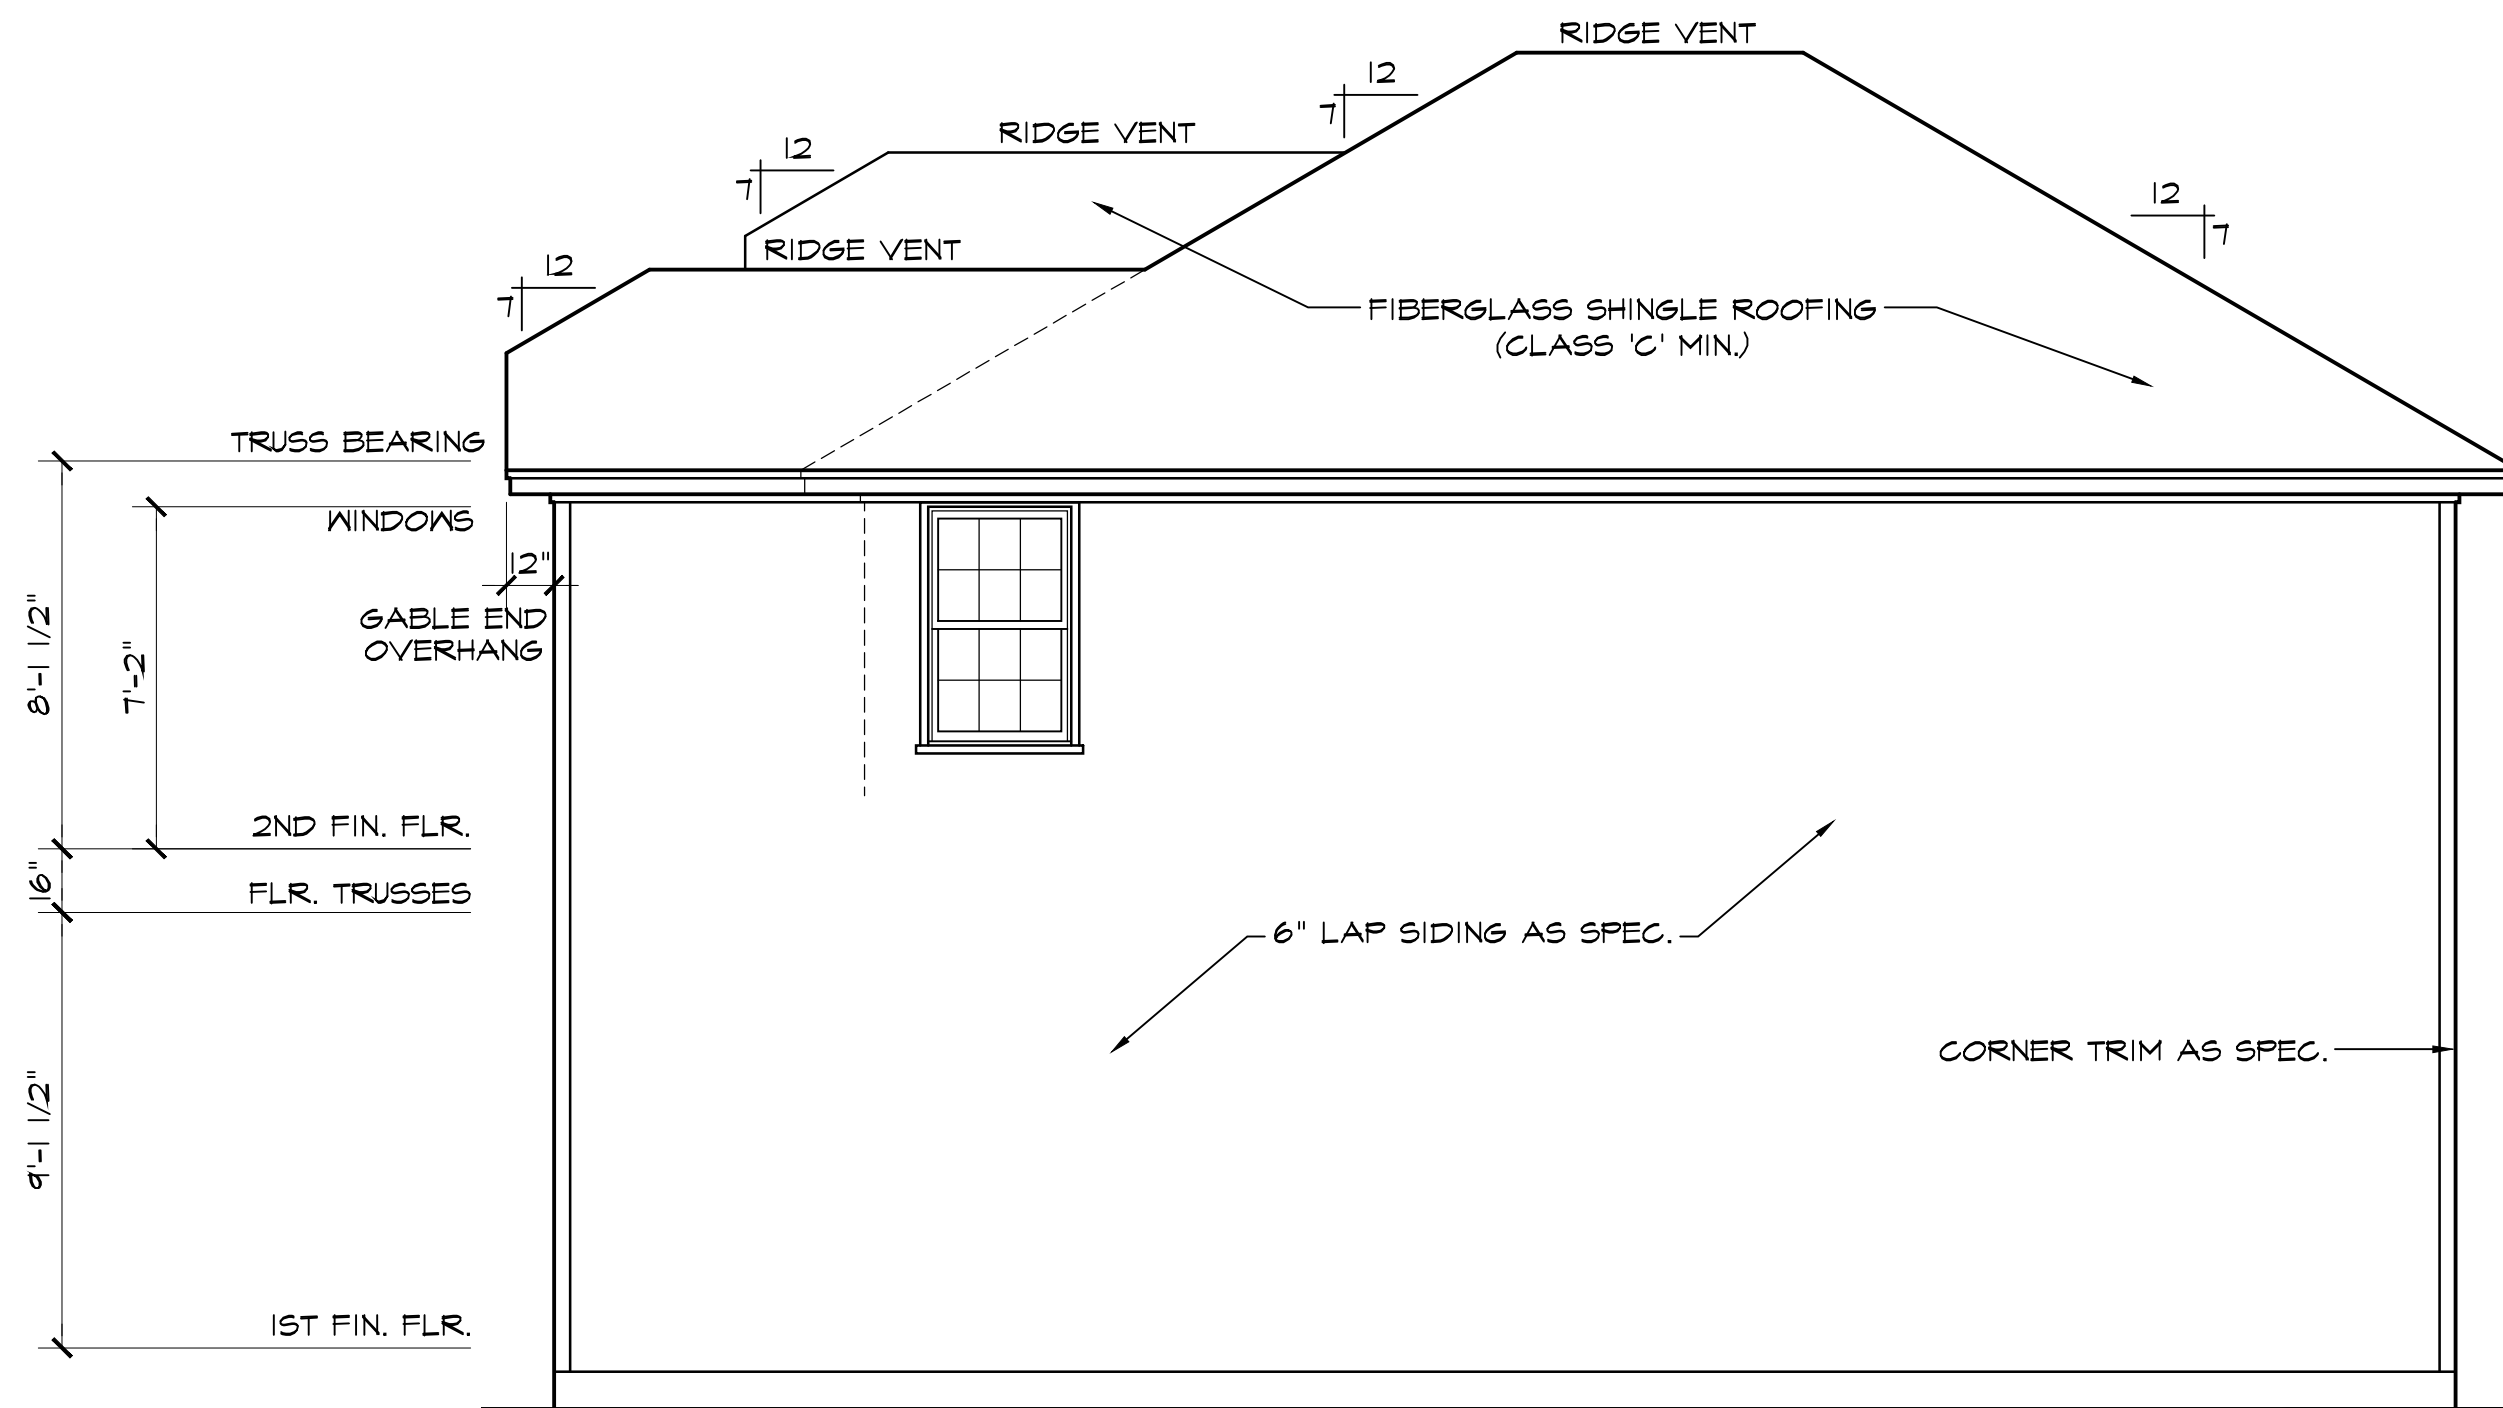 RIDGE VENT
12
7
RIDGE VENT
12
7
12
7
RIDGE VENT
12
7
FIBERGLASS SHINGLE ROOFING
(CLASS 'C' MIN.)
TRUSS BEARING
WINDOWS
12"
GABLE END
OVERHANG
8'-1 1/2"
7'-2"
2ND FIN. FLR.
16"
FLR. TRUSSES
6" LAP SIDING AS SPEC.
CORNER TRIM AS SPEC.
9'-1 1/2"
1ST FIN. FLR.